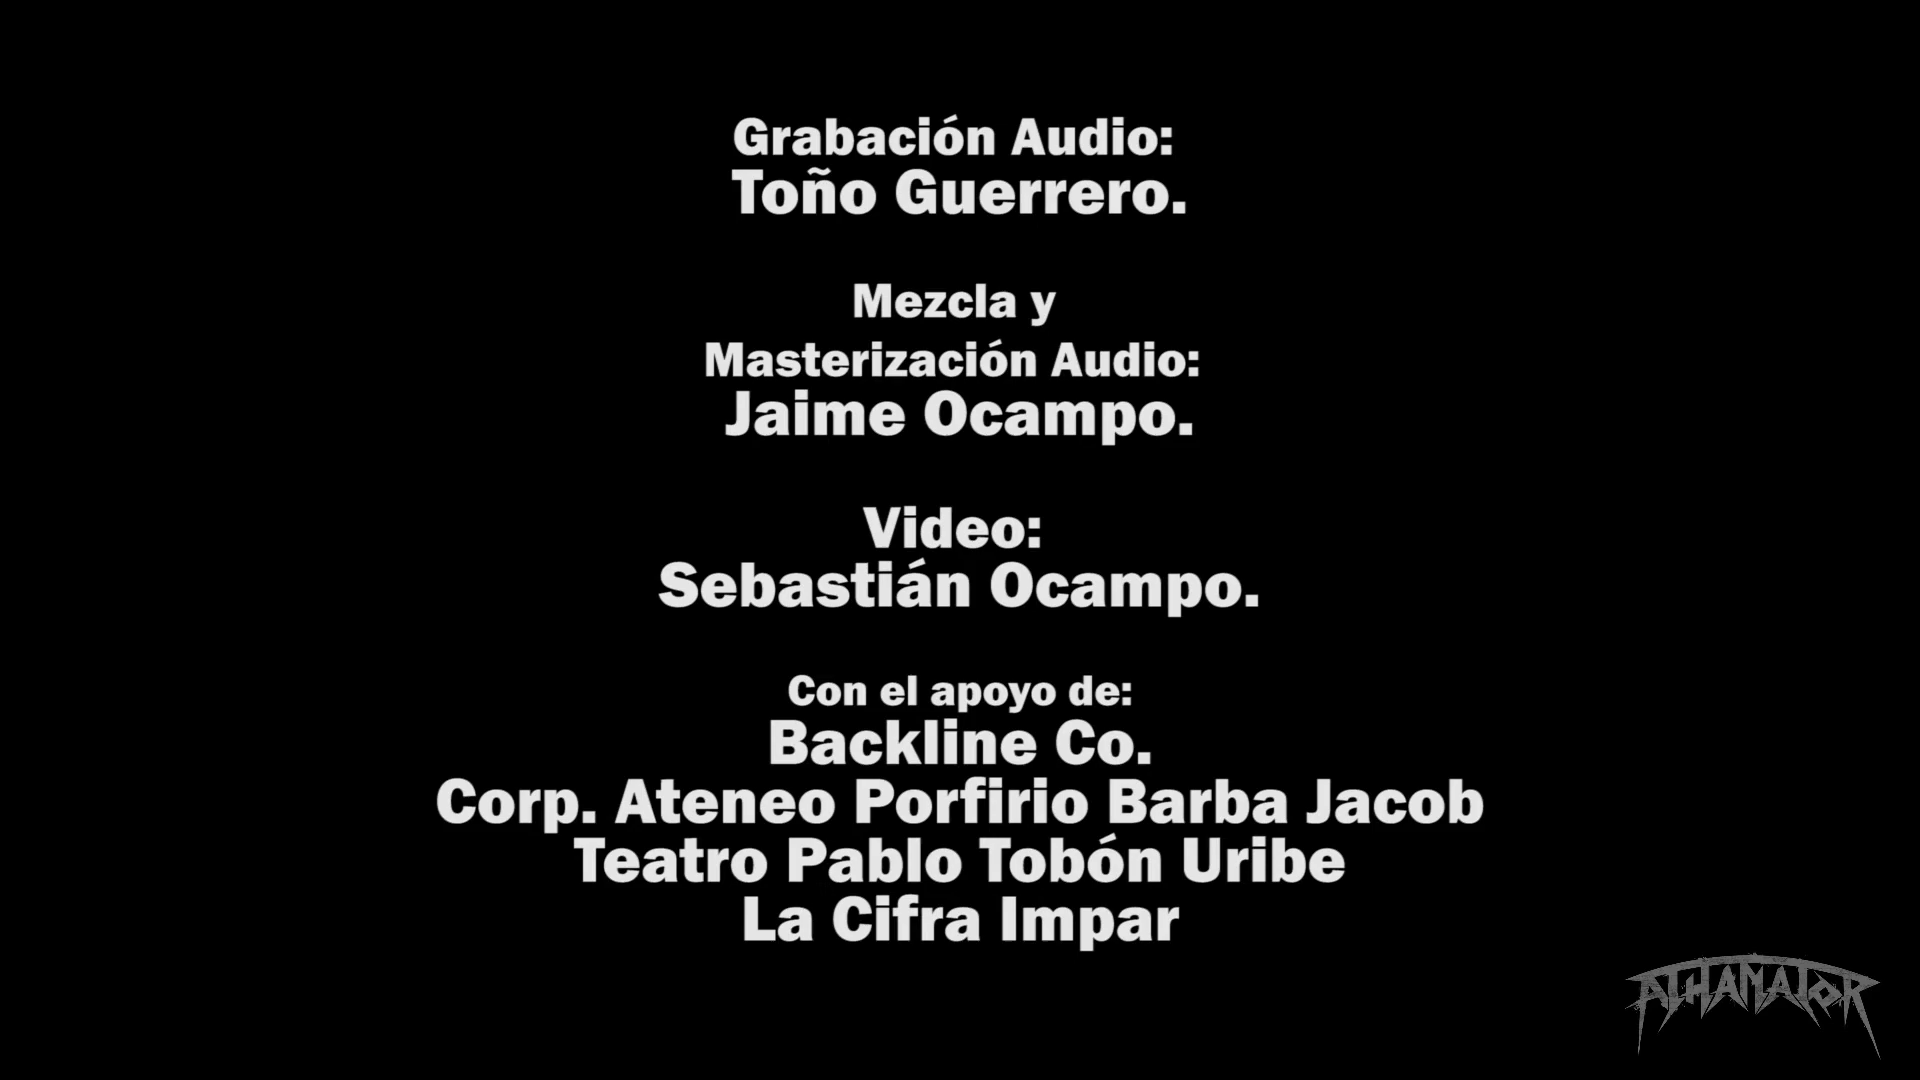 Grabación Audio:
Toño Guerrero.
Mezcla y
Masterización Audio:
Jaime Ocampo.
Video:
Sebastián Ocampo.
Con el apoyo de:
Backline Co.
Corp. Ateneo Porfirio Barba Jacob
Teatro Pablo Tobón Uribe
La Cifra Impar
ATHANATOR